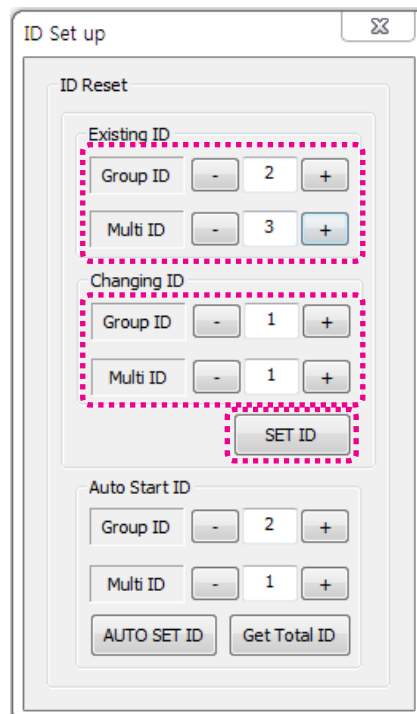 ID Set up
ID Reset
Existing ID
Group ID - 2 +
Multi ID - 3 +
Changing ID
Group ID - 1 +
Multi ID - 1 +
SET ID
Auto Start ID
Group ID - 2 +
Multi ID - 1 +
AUTO SET ID Get Total ID